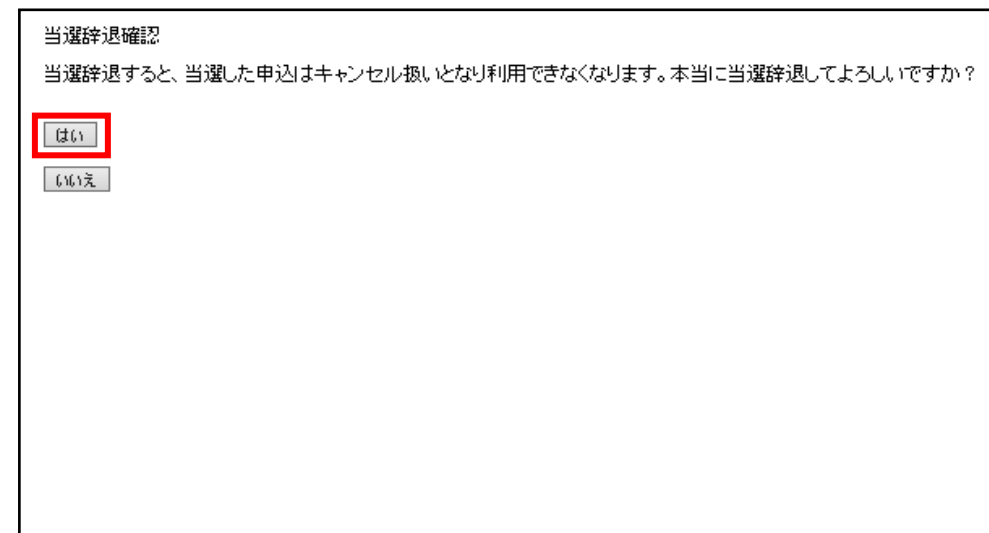 当選辞退確認
当選辞退すると、当選した申込はキャンセル扱いとなり利用できなくなります。本当に当選辞退してよろしいですか？
はい
いいえ